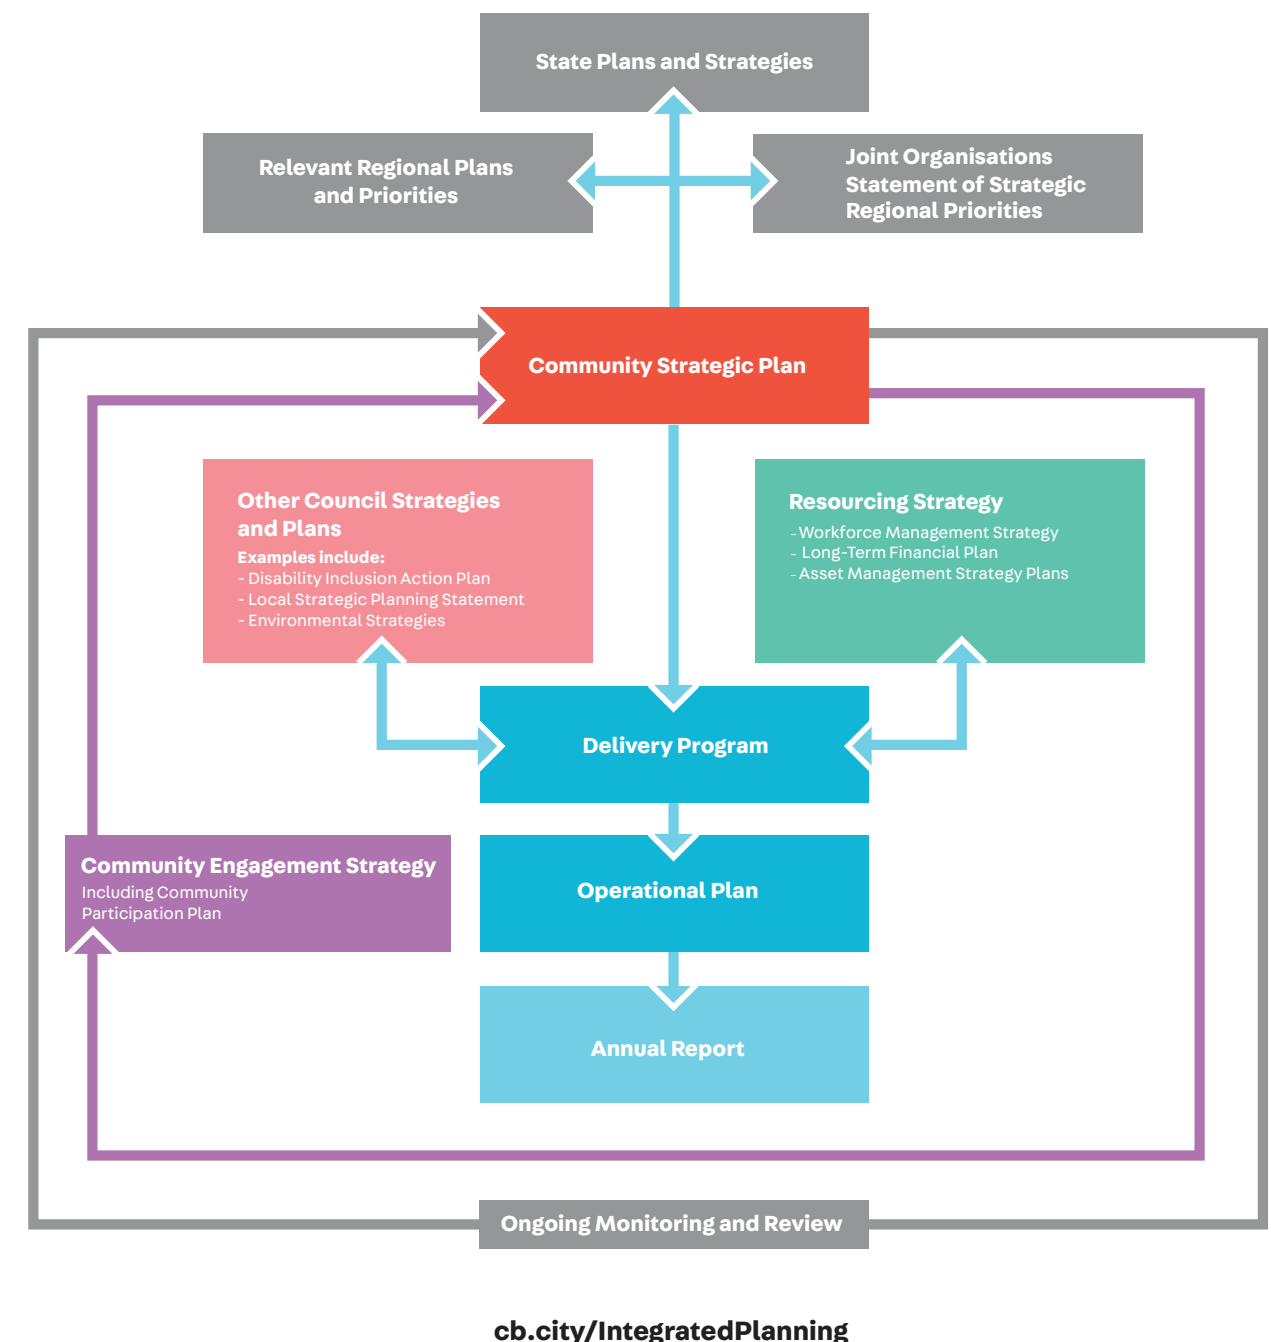 State Plans and Strategies
Relevant Regional Plans
and Priorities
Joint Organisations
Statement of Strategic
Regional Priorities
Community Strategic Plan
Other Council Strategies
and Plans
Examples include:
- Disability Inclusion Action Plan
- Local Strategic Planning Statement
- Environmental Strategies
Resourcing Strategy
- Workforce Management Strategy
- Long-Term Financial Plan
- Asset Management Strategy Plans
Delivery Program
Community Engagement Strategy
Including Community
Participation Plan
Operational Plan
Annual Report
Ongoing Monitoring and Review
cb.city/IntegratedPlanning